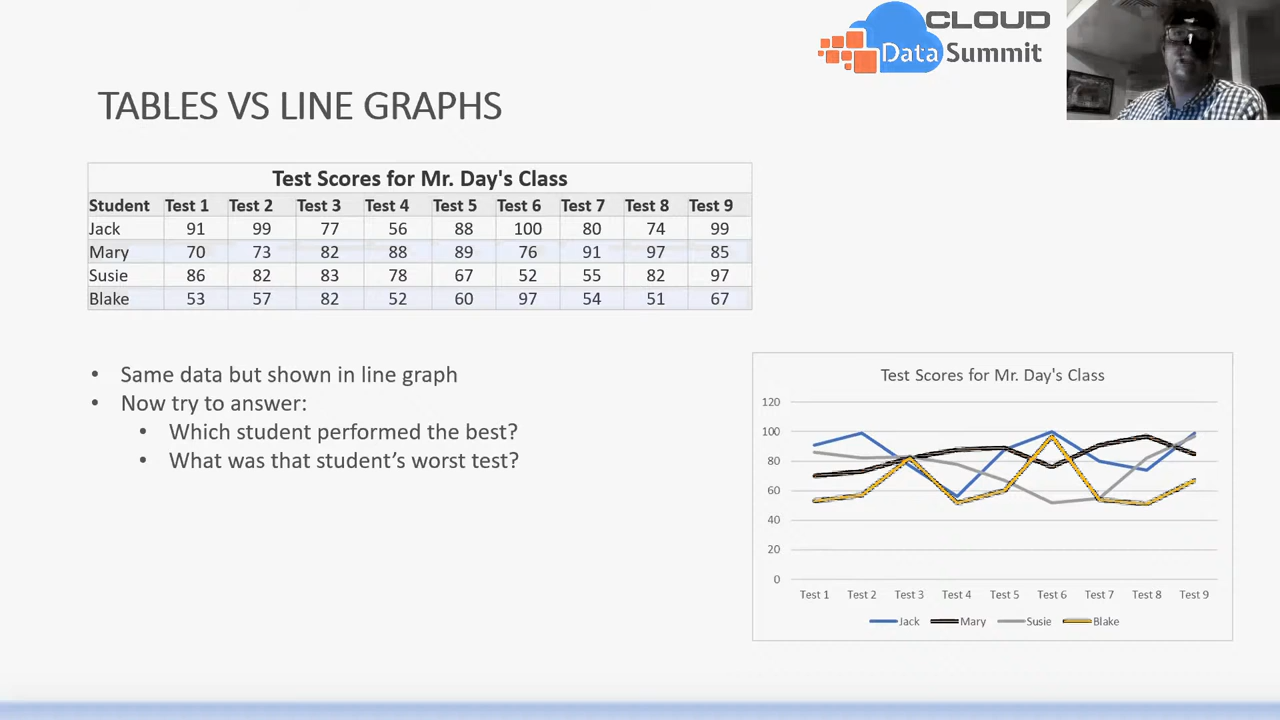 CLOUD
Data Summit
TABLES VS LINE GRAPHS
Test Scores for Mr. Day's Class
Student Test 1 Test 2 Test 3 Test 4 Test 5 Test 6 Test 7 Test 8 Test 9
Jack 91 99 77 56 88 100 80 74 99
Mary 70 73 82 88 89 76 91 97 85
Susie 86 82 83 78 67 52 55 82 97
Blake 53 57 82 52 60 97 54 51 67
• Same data but shown in line graph
• Now try to answer:
• Which student performed the best?
• What was that student's worst test?
Test Scores for Mr. Day's Class
120
100
80
60
40
20
0
Test 1 Test 2 Test 3 Test 4 Test 5 Test 6 Test 7 Test 8 Test 9
Jack Mary Susie Blake